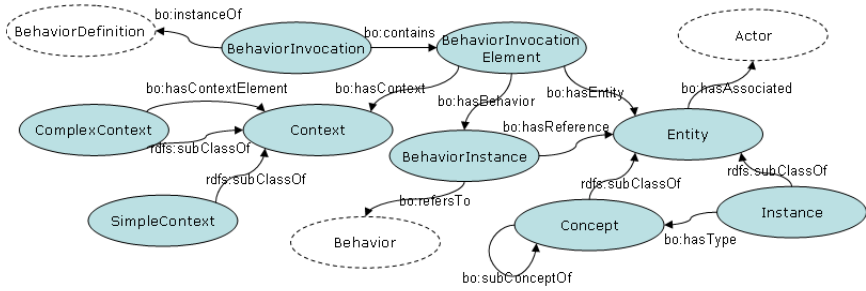 bo:instanceOf
BehaviorDefinition
BehaviorInvocation
bo:contains
BehaviorInvocation
Element
Actor
bo:hasContext
bo:hasBehavior
bo:hasEntity
bo:hasAssociated
bo:hasContextElement
ComplexContext
Context
rdfs:subClassOf
bo:hasReference
Entity
BehaviorInstance
rdfs:subClassOf
rdfs:subClassOf
rdfs:subClassOf
bo:refersTo
SimpleContext
Behavior
Concept
Instance
bo:hasType
bo:subConceptOf